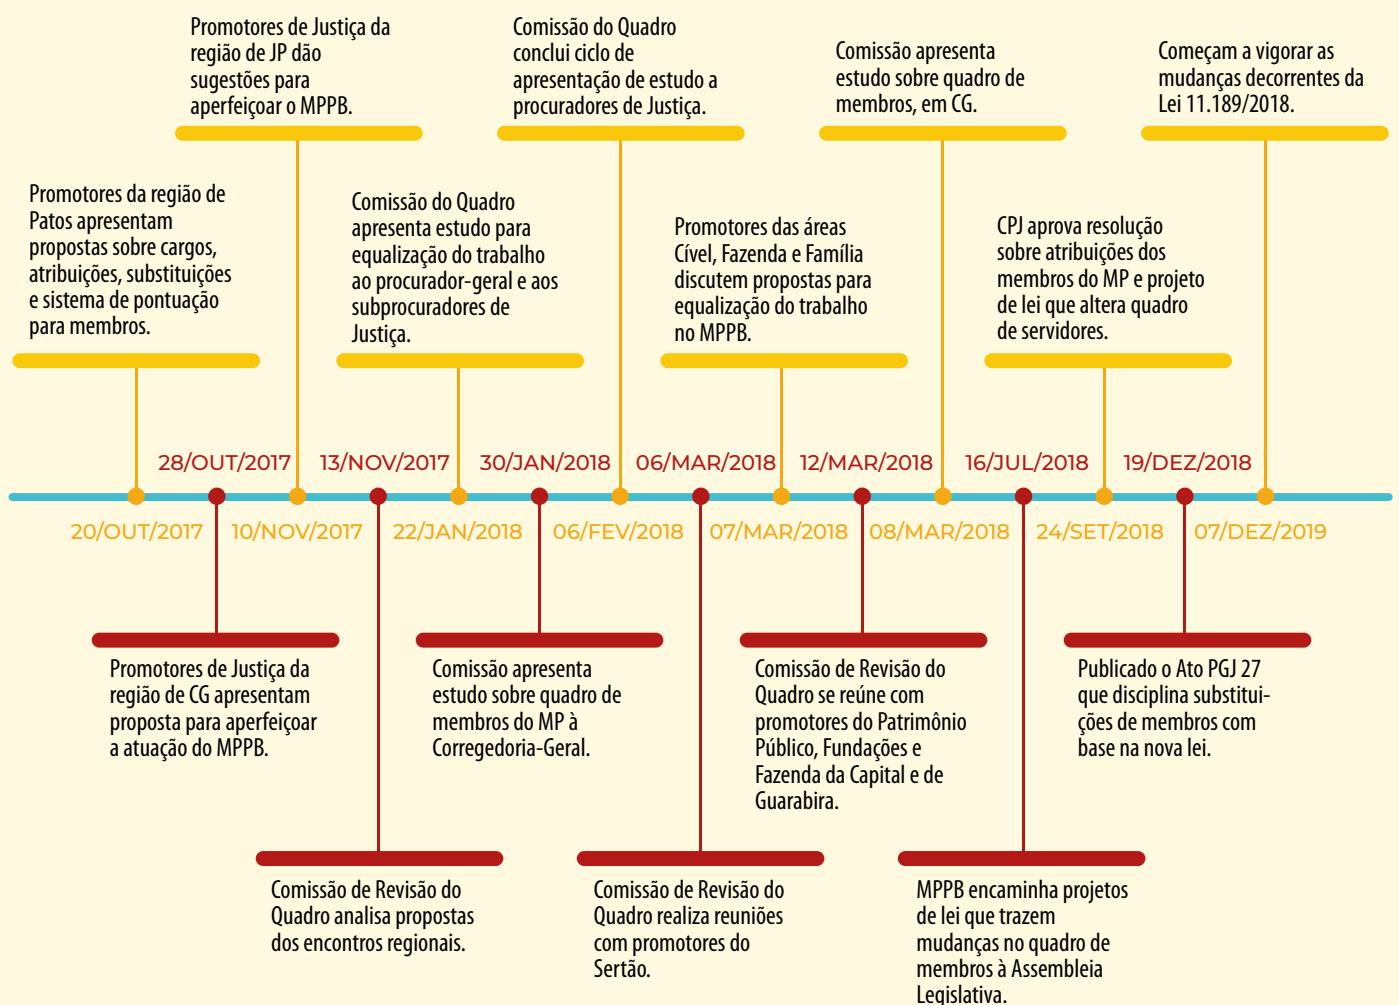 Promotores de Justiça da
região de JP dão
sugestões para
aperfeiçoar o MPPB.
Comissão do Quadro
conclui ciclo de
apresentação de estudo a
procuradores de Justiça.
Comissão apresenta
estudo sobre quadro de
membros, em CG.
Começam a vigorar as
mudanças decorrentes da
Lei 11.189/2018.
Promotores da região de
Patos apresentam
propostas sobre cargos,
atribuições, substituições
e sistema de pontuação
para membros.
Comissão do Quadro
apresenta estudo para
equalização do trabalho
ao procurador-geral e aos
subprocuradores de
Justiça.
Promotores das áreas
Cível, Fazenda e Família
discutem propostas para
equalização do trabalho
no MPPB.
CPJ aprova resolução
sobre atribuições dos
membros do MP e projeto
de lei que altera quadro
de servidores.
28/OUT/2017
13/NOV/2017
30/JAN/2018
06/MAR/2018
12/MAR/2018
16/JUL/2018
19/DEZ/2018
20/OUT/2017
10/NOV/2017
22/JAN/2018
06/FEV/2018
07/MAR/2018
08/MAR/2018
24/SET/2018
07/DEZ/2019
Promotores de Justiça da
região de CG apresentam
proposta para aperfeiçoar
a atuação do MPPB.
Comissão apresenta
estudo sobre quadro de
membros do MP à
Corregedoria-Geral.
Comissão de Revisão do
Quadro se reúne com
promotores do Patrimônio
Público, Fundações e
Fazenda da Capital e de
Guarabira.
Publicado o Ato PGJ 27
que disciplina substitui-
ções de membros com
base na nova lei.
Comissão de Revisão do
Quadro analisa propostas
dos encontros regionais.
Comissão de Revisão do
Quadro realiza reuniões
com promotores do
Sertão.
MPPB encaminha projetos
de lei que trazem
mudanças no quadro de
membros à Assembleia
Legislativa.